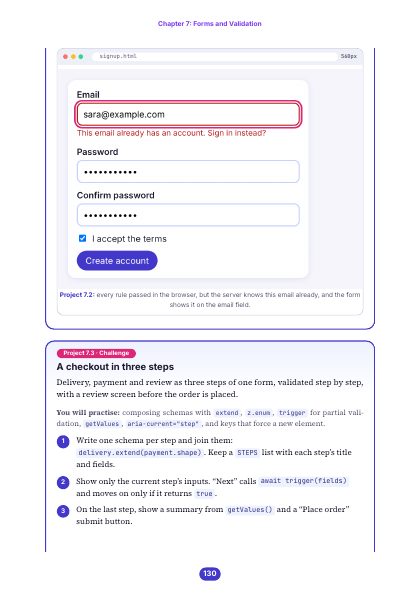 Chapter 7: Forms and Validation
signup.html 560px
Email
sara@example.com
This email already has an account. Sign in instead?
Password
•••••••••••
Confirm password
•••••••••••
I accept the terms
Create account
Project 7.2: every rule passed in the browser, but the server knows this email already, and the form
shows it on the email field.
Project 7.3 · Challenge
A checkout in three steps
Delivery, payment and review as three steps of one form, validated step by step,
with a review screen before the order is placed.
You will practise: composing schemas with extend, z.enum, trigger for partial vali-
dation, getValues, aria-current="step", and keys that force a new element.
1 Write one schema per step and join them:
delivery.extend(payment.shape). Keep a STEPS list with each step's title
and fields.
2 Show only the current step's inputs. “Next” calls await trigger(fields)
and moves on only if it returns true.
3 On the last step, show a summary from getValues() and a “Place order”
submit button.
130